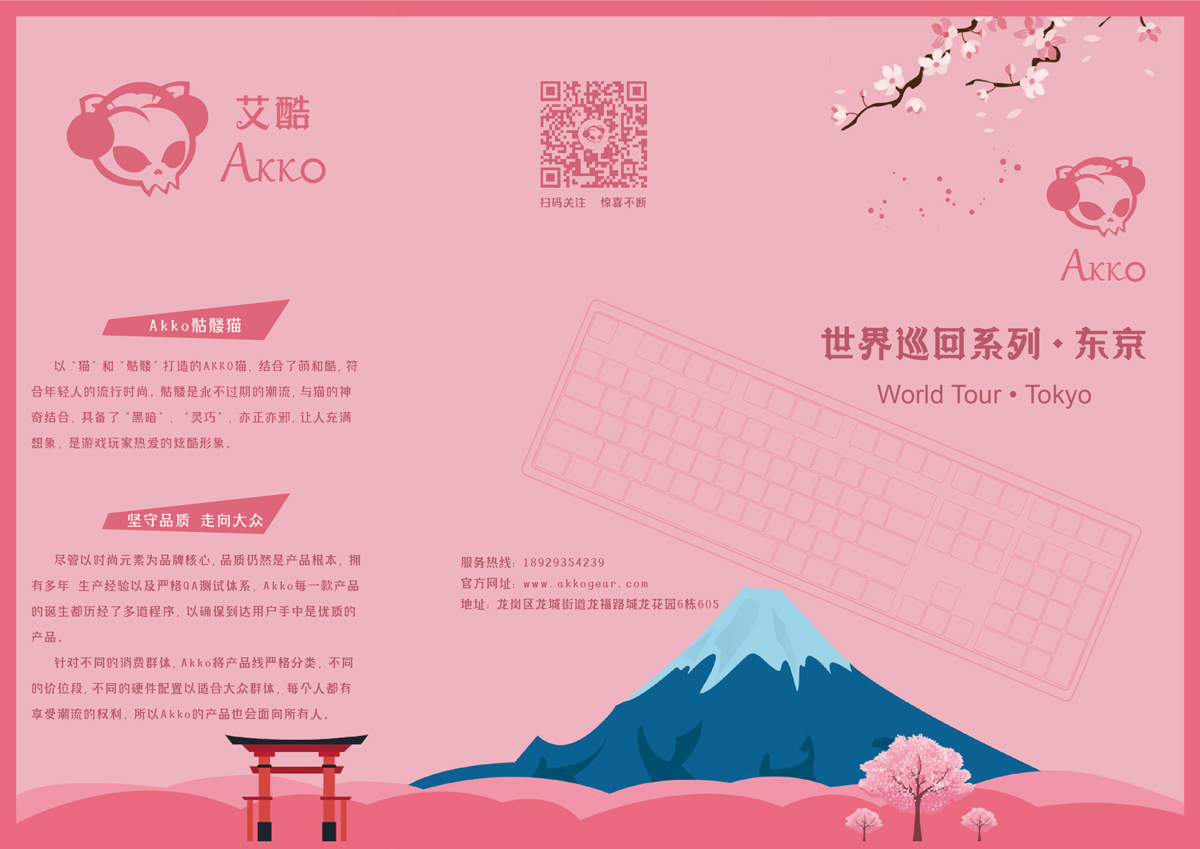 艾酷
Akko
Akko骷髅猫
以“猫”和“骷髅”打造的AKKO猫，结合了萌和酷，符
合年轻人的流行时尚。骷髅是永不过期的潮流，与猫的神
奇结合，具备了“黑暗”，“灵巧”，亦正亦邪，让人充满
想象，是游戏玩家热爱的炫酷形象。
坚守品质 走向大众
尽管以时尚元素为品牌核心，品质仍然是产品根本，拥
有多年 生产经验以及严格QA测试体系，Akko每一款产品
的诞生都历经了多道程序，以确保到达用户手中是优质的
产品。
针对不同的消费群体，Akko将产品线严格分类，不同
的价位段，不同的硬件配置以适合大众群体，每个人都有
享受潮流的权利，所以Akko的产品也会面向所有人。
扫码关注 惊喜不断
服务热线：18929354239
官方网址：www.akkogear.com
地址：龙岗区龙城街道龙福路城龙花园6栋605
Akko
世界巡回系列·东京
World Tour • Tokyo